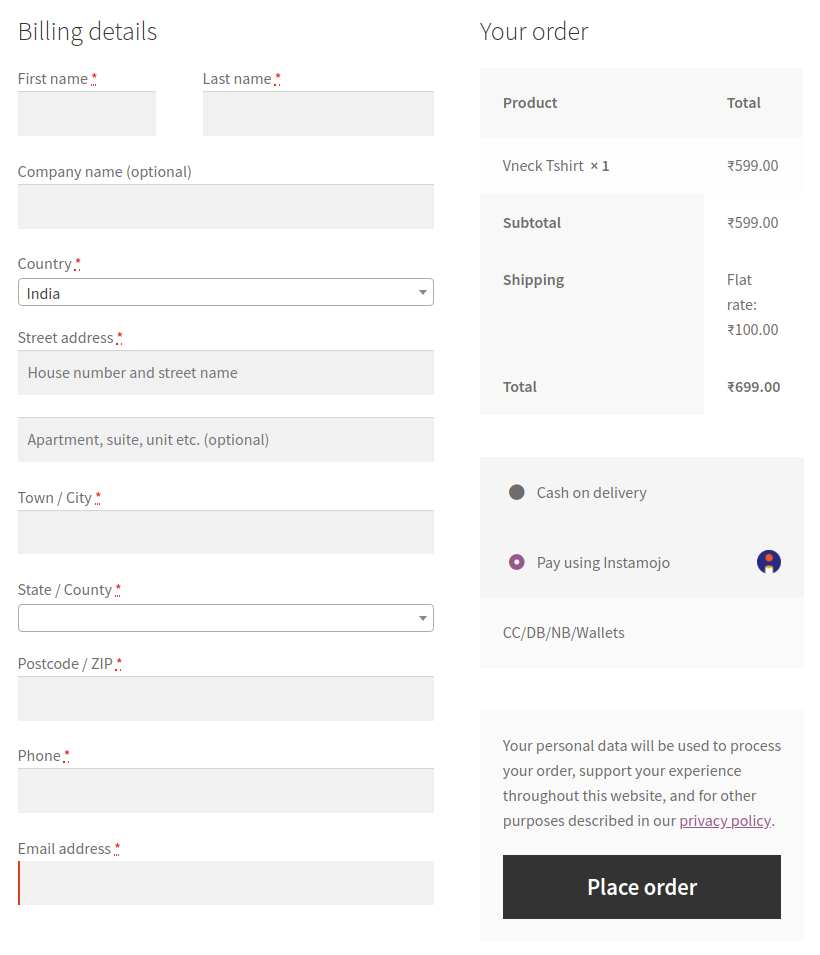 Billing details
First name *
Last name *
Company name (optional)
Country *
India
Street address *
House number and street name
Apartment, suite, unit etc. (optional)
Town / City *
State / County *
Postcode / ZIP *
Phone *
Email address *
Your order
Product Total
Vneck Tshirt × 1 ₹599.00
Subtotal ₹599.00
Shipping Flat
rate:
₹100.00
Total ₹699.00
Cash on delivery
Pay using Instamojo
CC/DB/NB/Wallets
Your personal data will be used to process
your order, support your experience
throughout this website, and for other
purposes described in our privacy policy.
Place order